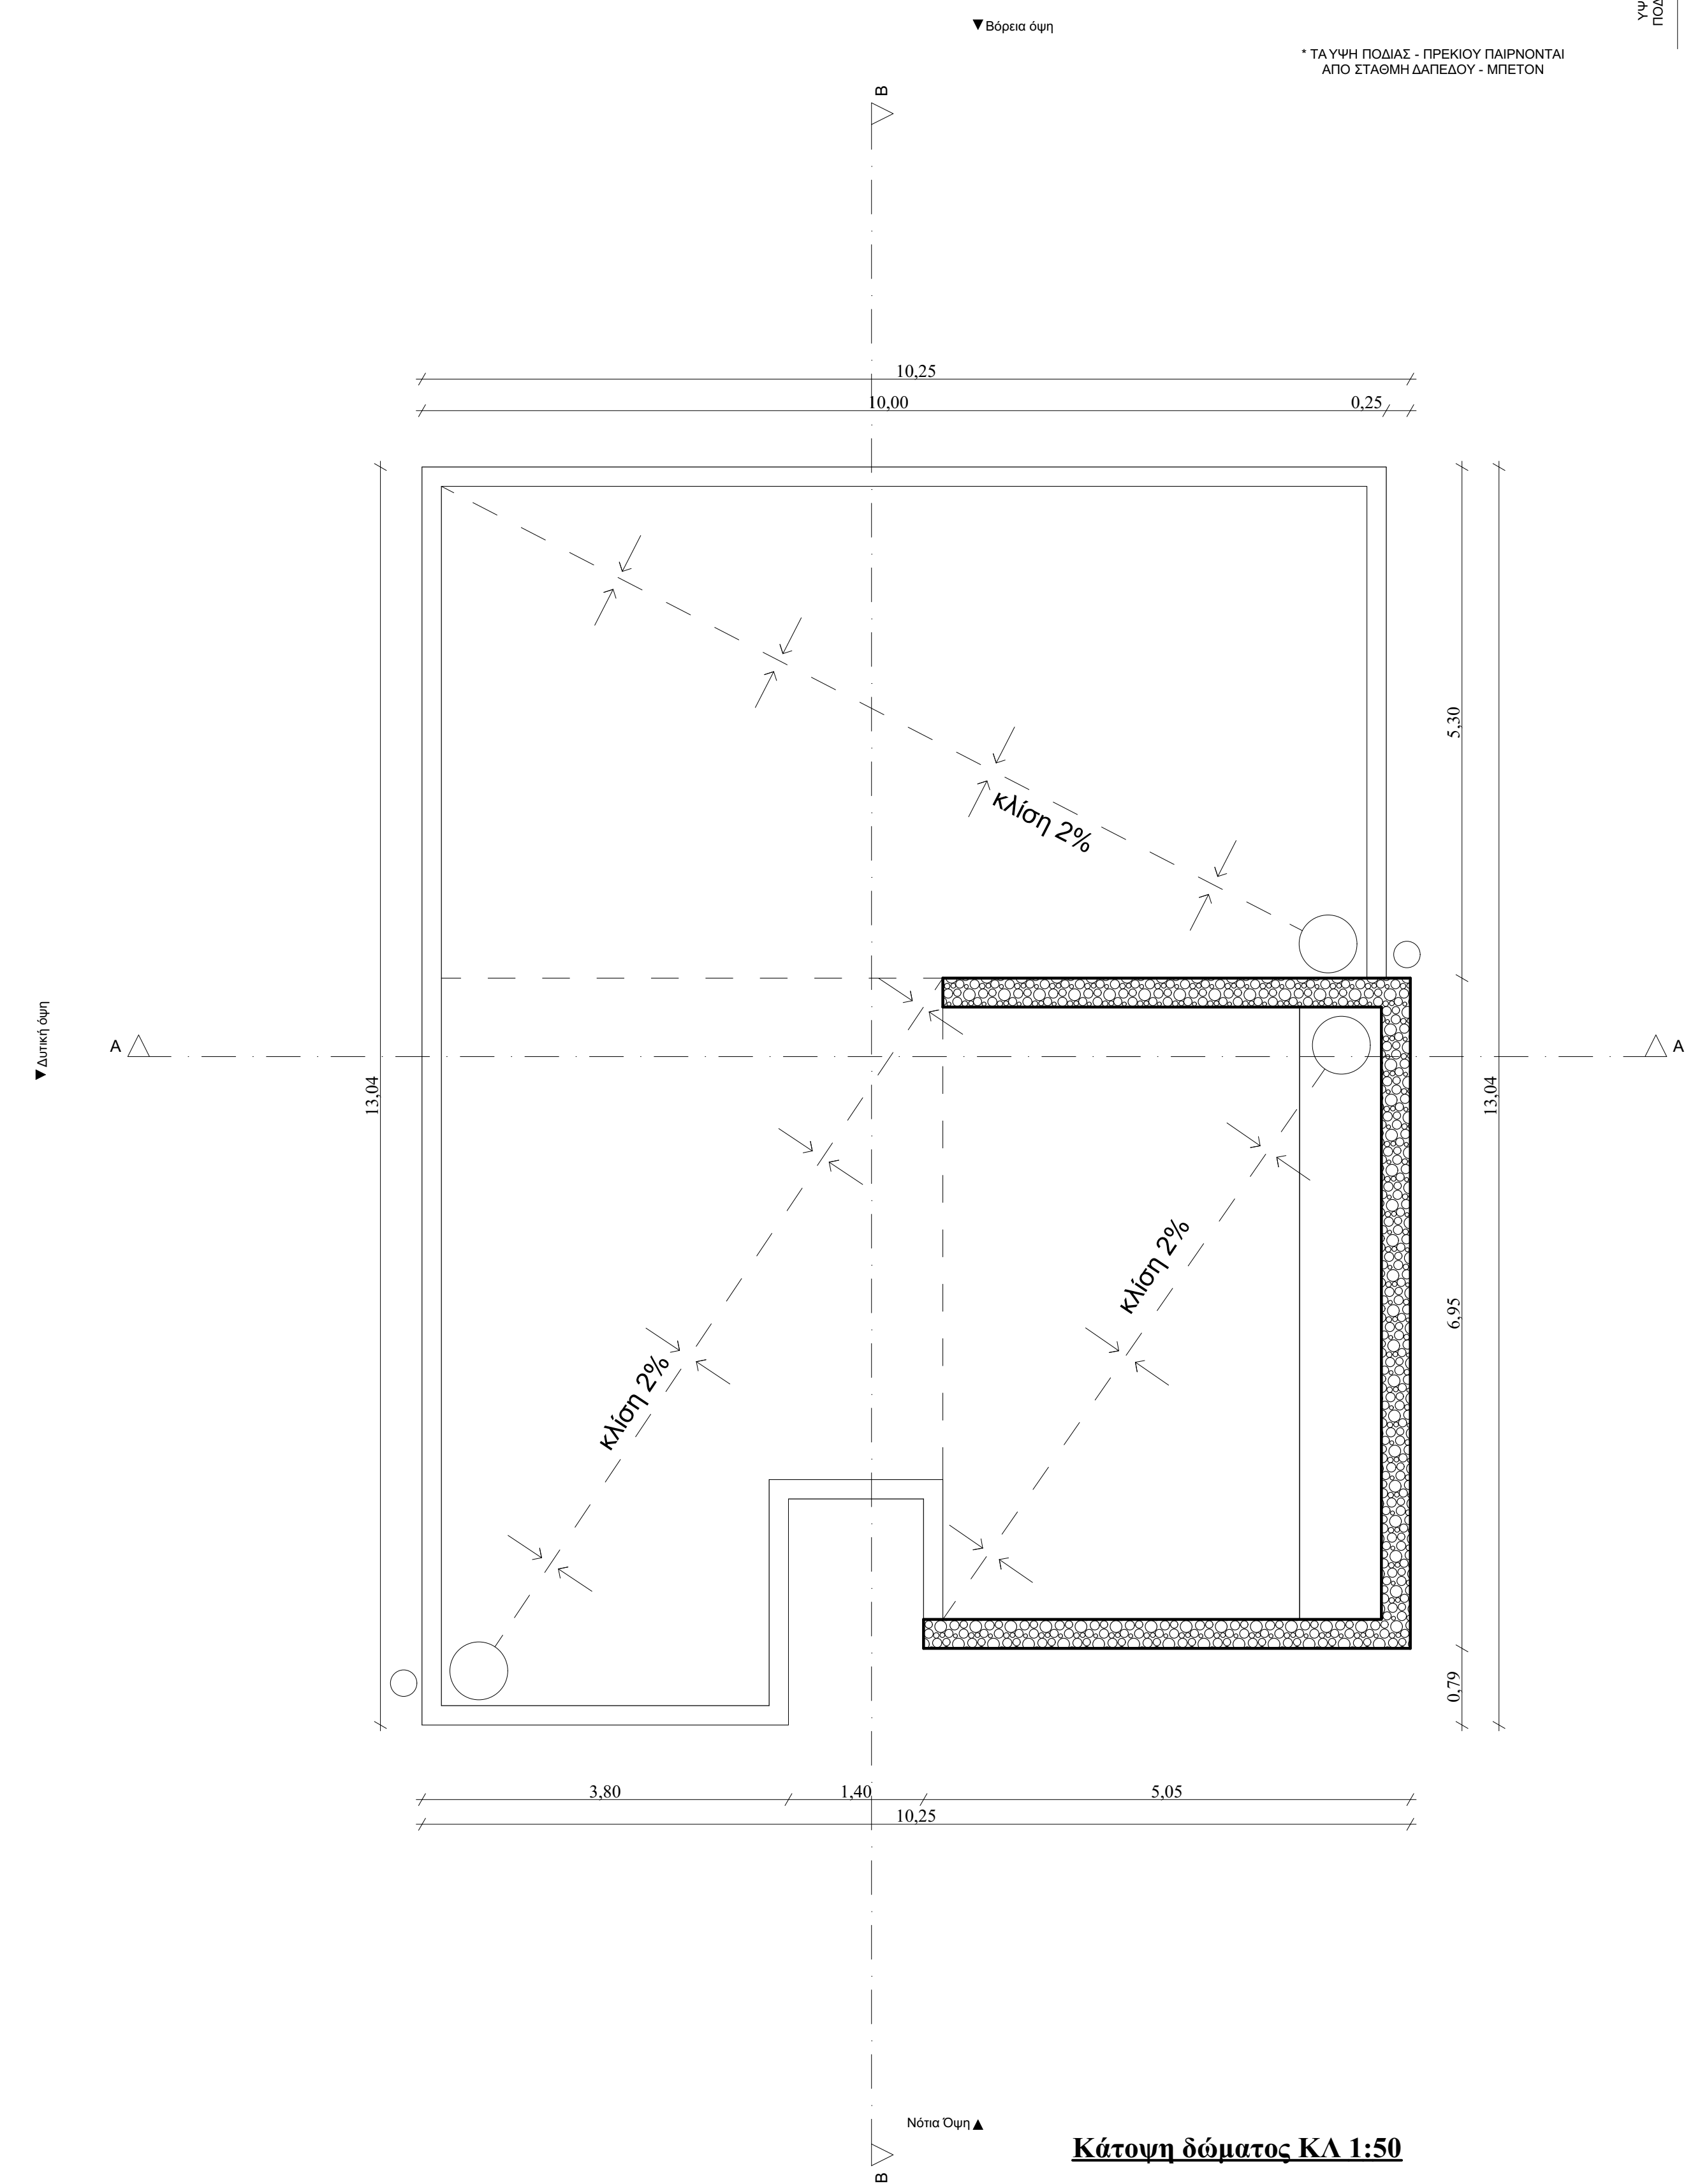 ▼Βόρεια όψη
ΥΨ
ΠΟΔ
* ΤΑ ΥΨΗ ΠΟΔΙΑΣ - ΠΡΕΚΙΟΥ ΠΑΙΡΝΟΝΤΑΙ
ΑΠΟ ΣΤΑΘΜΗ ΔΑΠΕΔΟΥ - ΜΠΕΤΟΝ
B
10,25
10,00
0,25
5,30
κλίση 2%
▼Δυτική όψη
A
A
13,04
13,04
κλίση 2%
6,95
κλίση 2%
0,79
3,80
1,40
5,05
10,25
Νότια Όψη▲
B
Κάτοψη δώματος ΚΛ 1:50